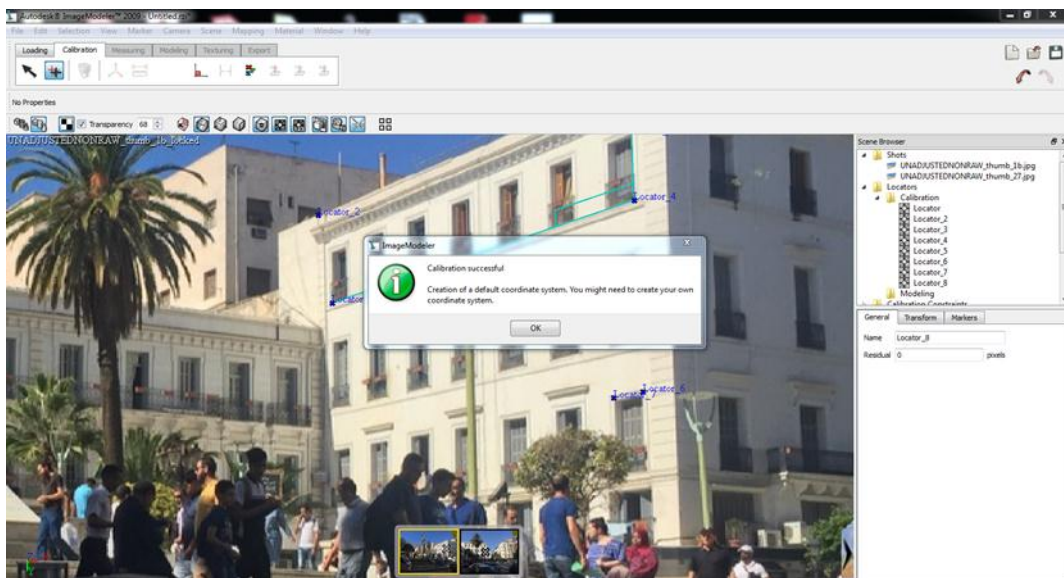 Autodesk® ImageModeler™ 2009 - Untitled.rzi*
File Edit Selection View Marker Camera Scene Mapping Material Window Help
Loading Calibration Measuring Modeling Texturing Export
No Properties
Transparency 68
UNADJUSTEDNONRAW_thumb_1b_locked
Scene Browser
Shots
UNADJUSTEDNONRAW_thumb_1b.jpg
UNADJUSTEDNONRAW_thumb_27.jpg
Locators
Calibration
Locator
Locator_2
Locator_3
Locator_4
Locator_5
Locator_6
Locator_7
Locator_8
Modeling
Calibration Constraints
Locator_2
Locator_4
Locator
Locator_6
ImageModeler
Calibration successful
Creation of a default coordinate system. You might need to create your own
coordinate system.
OK
General Transform Markers
Name Locator_8
Residual 0 pixels